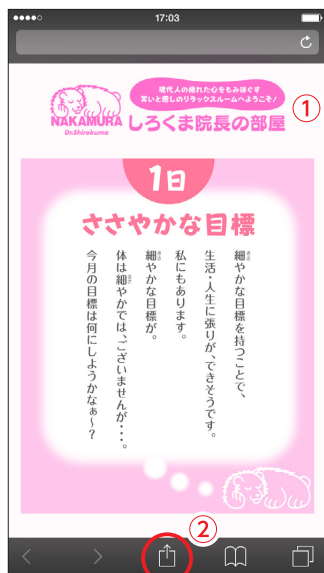 17:03
現代人の疲れた心をもみほぐす
笑いと癒しのリラックスルームへようこそ!
NAKAMURA
Dr.Shirokuma
しろくま院長の部屋
①
1日
ささやかな目標
細やかな目標を持つことで、
生活・人生に張りが、できそうです。
私にもあります。
細やかな目標が。
体は細やかでは、ございませんが・・・。
今月の目標は何にしようかなぁ〜?
②